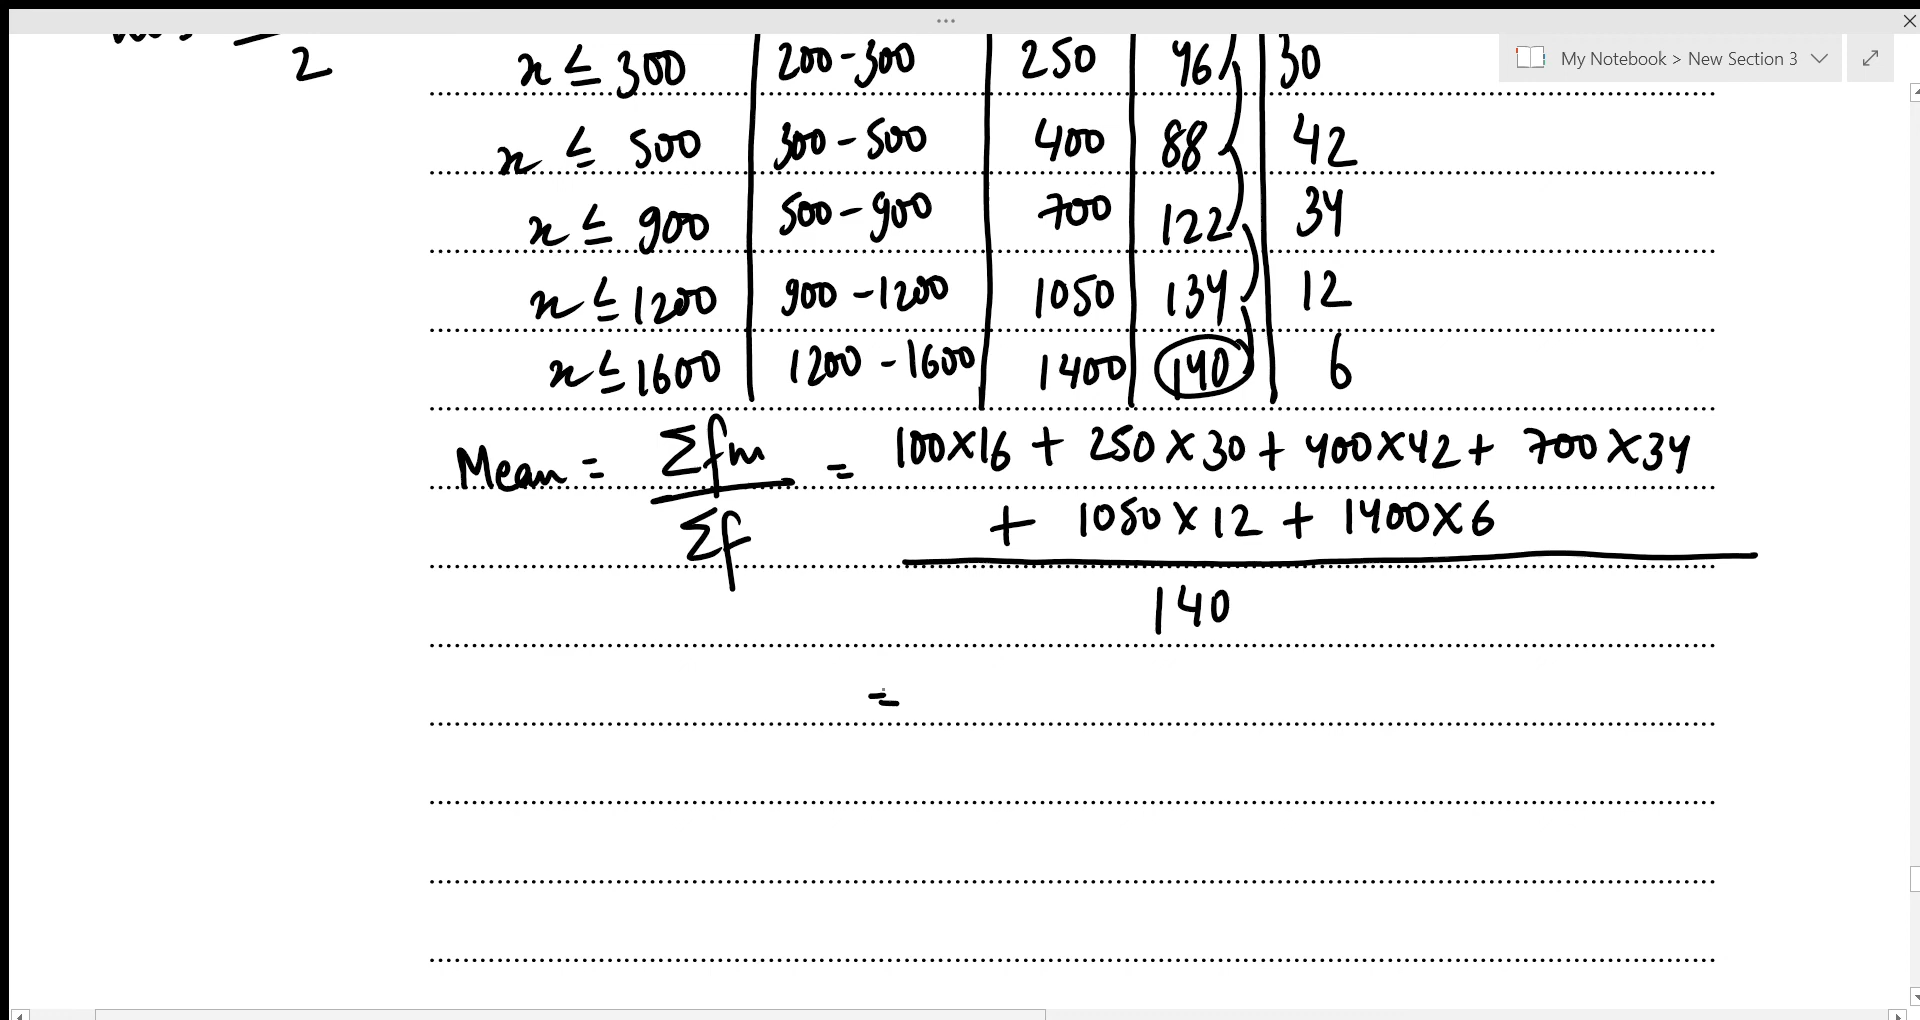 My Notebook > New Section 3
2
x ≤ 300 200-300 250 46 30
x ≤ 500 300-500 400 88 42
x ≤ 900 500-900 700 122 34
x ≤ 1200 900-1200 1050 134 12
x ≤ 1600 1200-1600 1400 140 6
Mean = Σfm = 100×16 + 250×30 + 400×42 + 700×34
Σf + 1050×12 + 1400×6
140
=